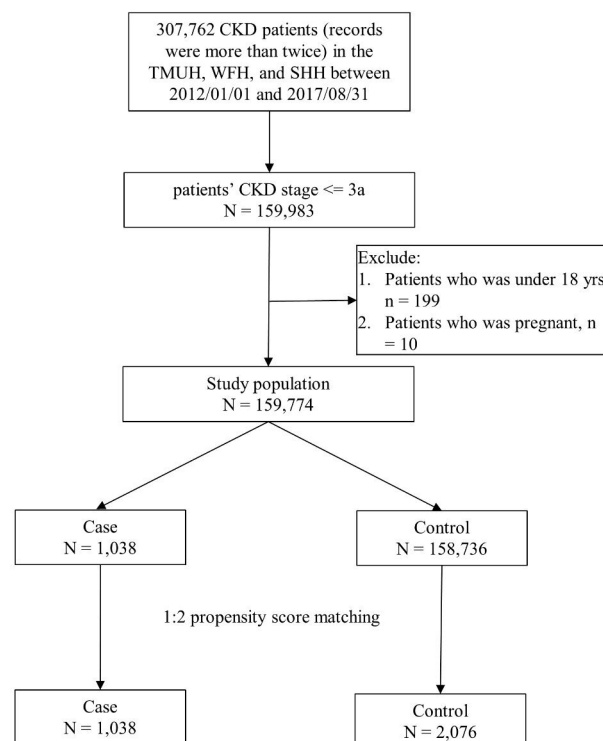 307,762 CKD patients (records
were more than twice) in the
TMUH, WFH, and SHH between
2012/01/01 and 2017/08/31
patients’ CKD stage <= 3a
N = 159,983
Exclude:
1. Patients who was under 18 yrs
n = 199
2. Patients who was pregnant, n
= 10
Study population
N = 159,774
Case
N = 1,038
Control
N = 158,736
1:2 propensity score matching
Case
N = 1,038
Control
N = 2,076